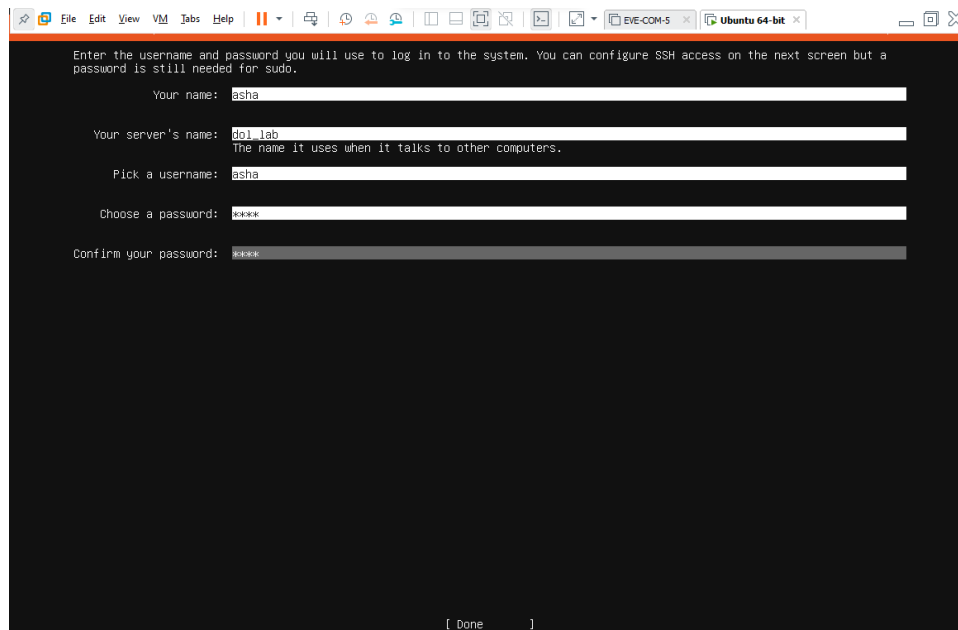 File Edit View VM Tabs Help EVE-COM-5 Ubuntu 64-bit
Enter the username and password you will use to log in to the system. You can configure SSH access on the next screen but a
password is still needed for sudo.
Your name: asha
Your server's name: dol_lab
The name it uses when it talks to other computers.
Pick a username: asha
Choose a password: ****
Confirm your password: ****
[ Done ]